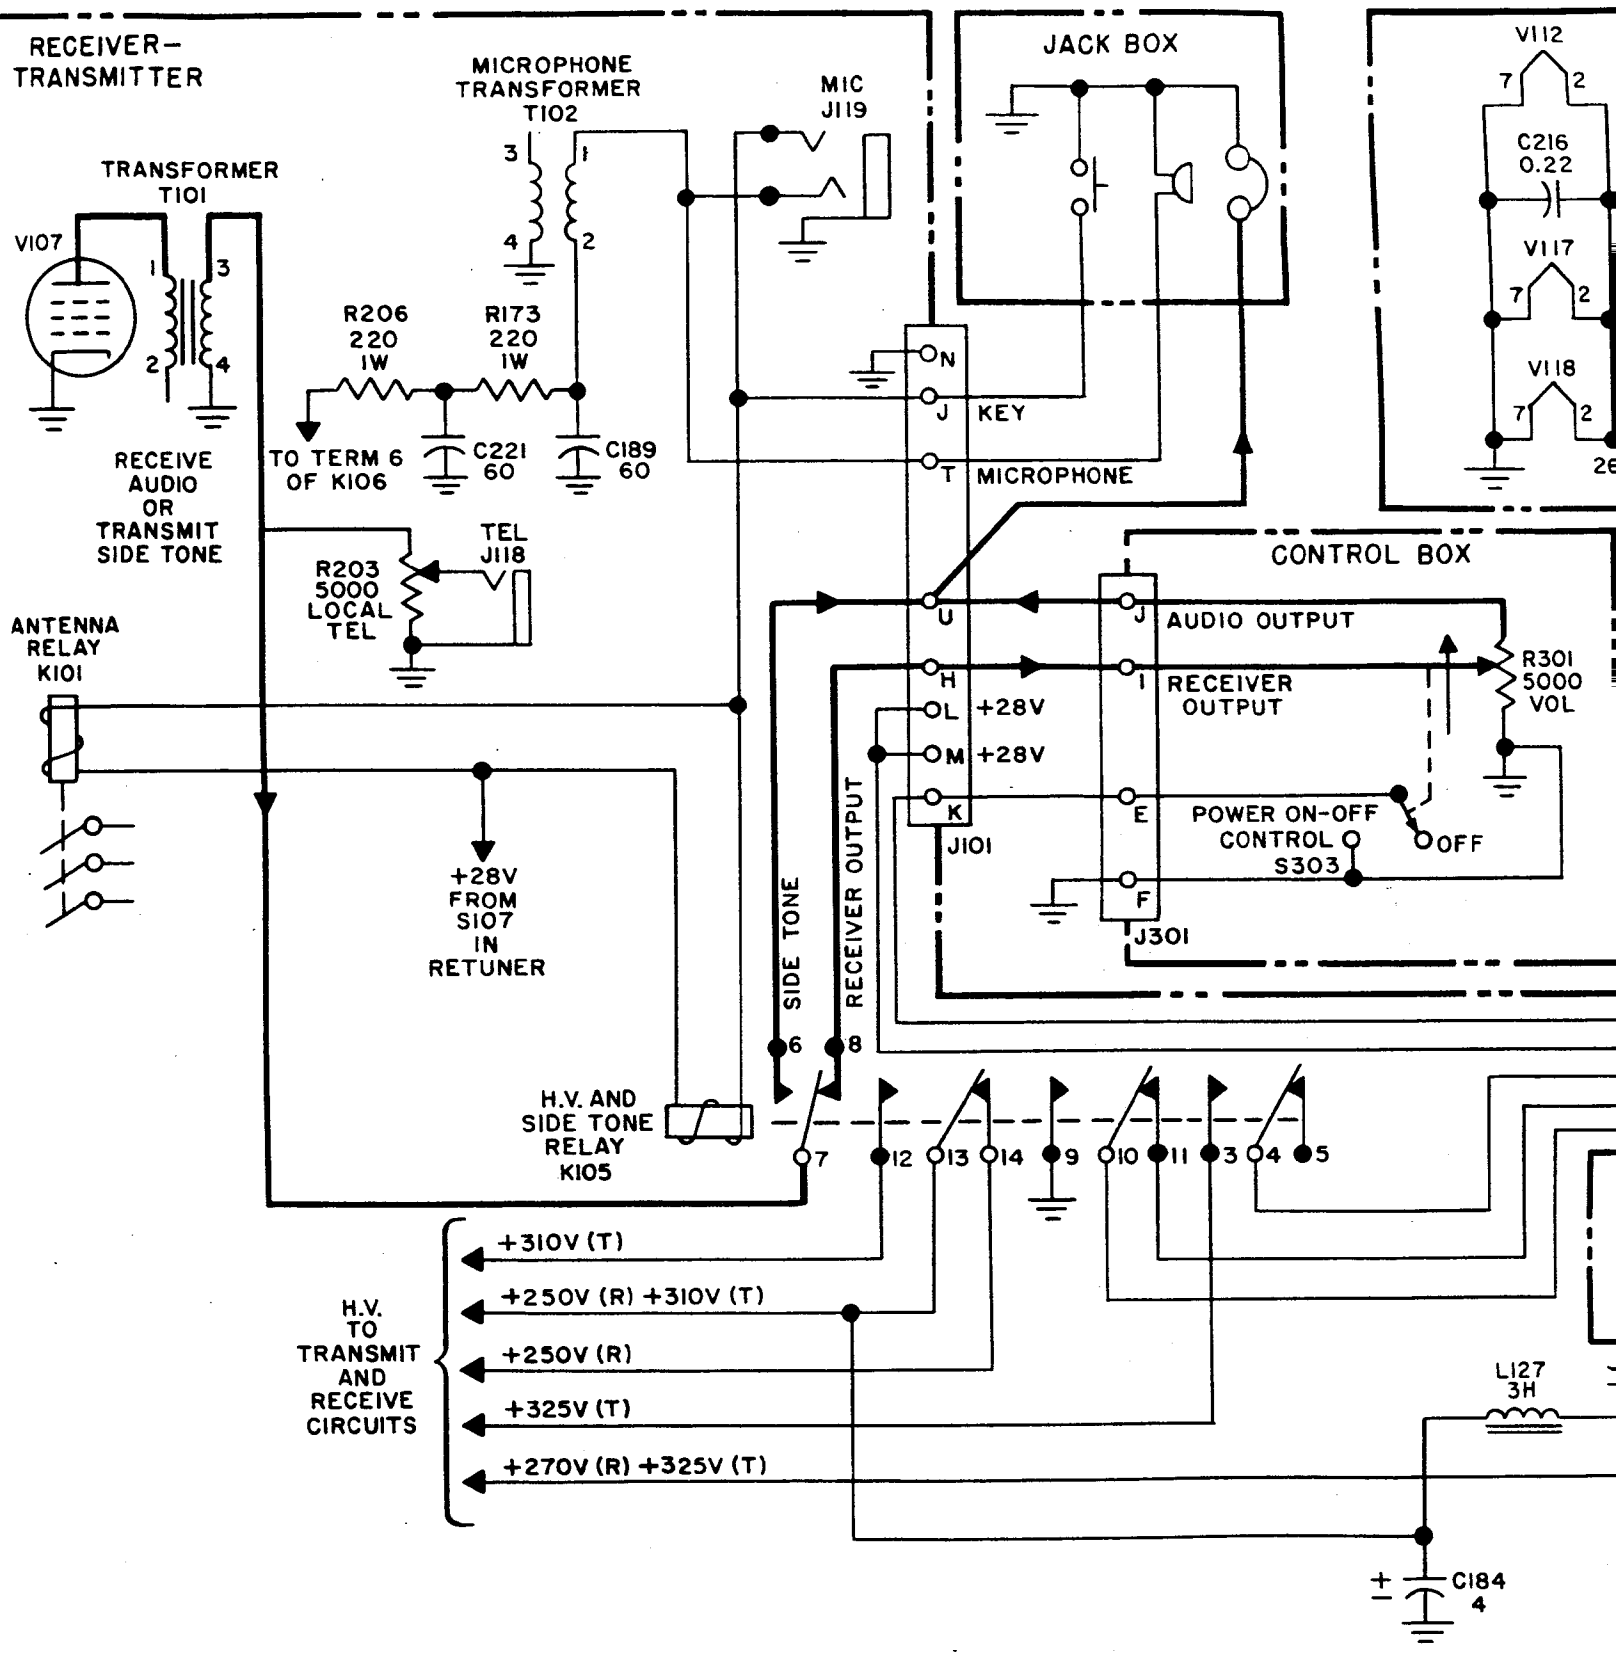 RECEIVER-
TRANSMITTER
MICROPHONE
TRANSFORMER
T102
3
1
4
2
MIC
J119
JACK BOX
V112
7
2
C216
0.22
V117
7
2
V118
7
2
26
TRANSFORMER
T101
V107
1
3
2
4
R206
220
1W
R173
220
1W
TO TERM 6
OF K106
C221
60
C189
60
N
J
KEY
T
MICROPHONE
RECEIVE
AUDIO
OR
TRANSMIT
SIDE TONE
TEL
J118
R203
5000
LOCAL
TEL
CONTROL BOX
U
J
AUDIO OUTPUT
H
I
RECEIVER
OUTPUT
R301
5000
VOL
L
+28V
M
+28V
K
J101
E
POWER ON-OFF
CONTROL
S303
OFF
F
J301
ANTENNA
RELAY
K101
+28V
FROM
S107
IN
RETUNER
SIDE TONE
RECEIVER OUTPUT
6
8
H.V. AND
SIDE TONE
RELAY
K105
7
12
13
14
9
10
11
3
4
5
H.V.
TO
TRANSMIT
AND
RECEIVE
CIRCUITS
+310V (T)
+250V (R) +310V (T)
+250V (R)
+325V (T)
+270V (R) +325V (T)
L127
3H
+
−
C184
4